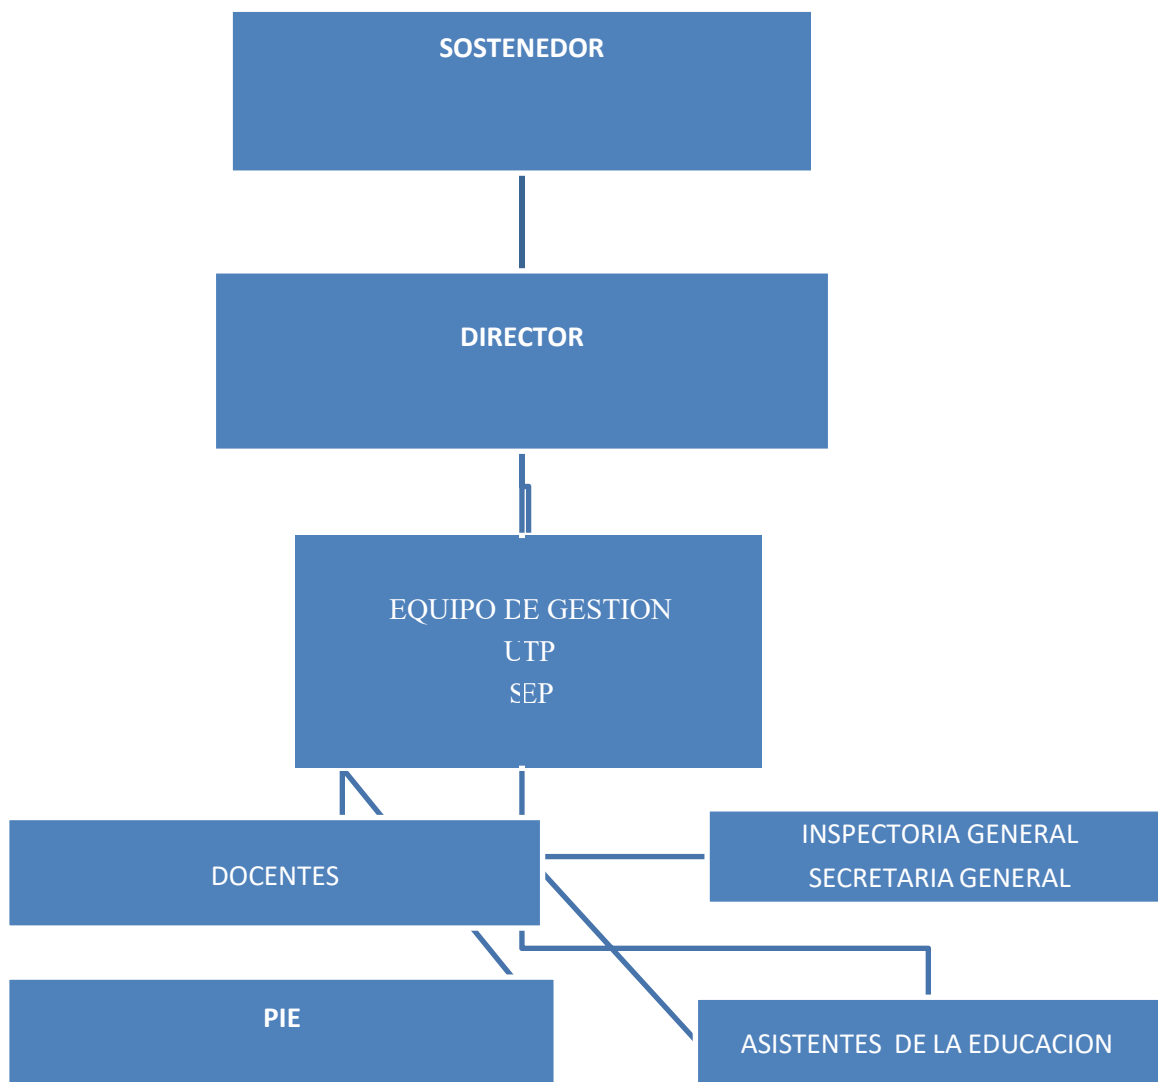 SOSTENEDOR
DIRECTOR
EQUIPO DE GESTION
UTP
SEP
DOCENTES
INSPECTORIA GENERAL
SECRETARIA GENERAL
PIE
ASISTENTES DE LA EDUCACION